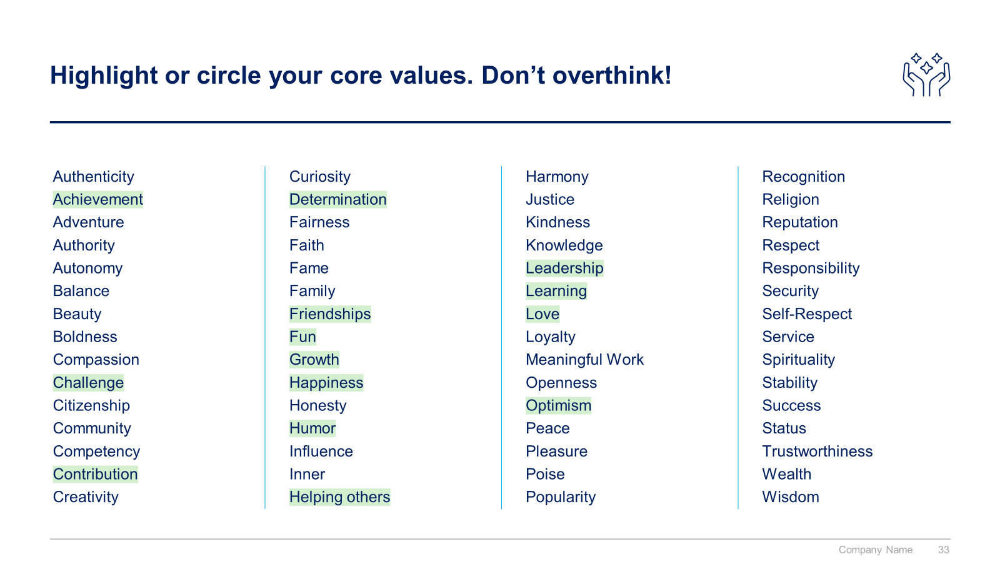 Highlight or circle your core values. Don’t overthink!
Authenticity
Achievement
Adventure
Authority
Autonomy
Balance
Beauty
Boldness
Compassion
Challenge
Citizenship
Community
Competency
Contribution
Creativity
Curiosity
Determination
Fairness
Faith
Fame
Family
Friendships
Fun
Growth
Happiness
Honesty
Humor
Influence
Inner
Helping others
Harmony
Justice
Kindness
Knowledge
Leadership
Learning
Love
Loyalty
Meaningful Work
Openness
Optimism
Peace
Pleasure
Poise
Popularity
Recognition
Religion
Reputation
Respect
Responsibility
Security
Self-Respect
Service
Spirituality
Stability
Success
Status
Trustworthiness
Wealth
Wisdom
Company Name 33